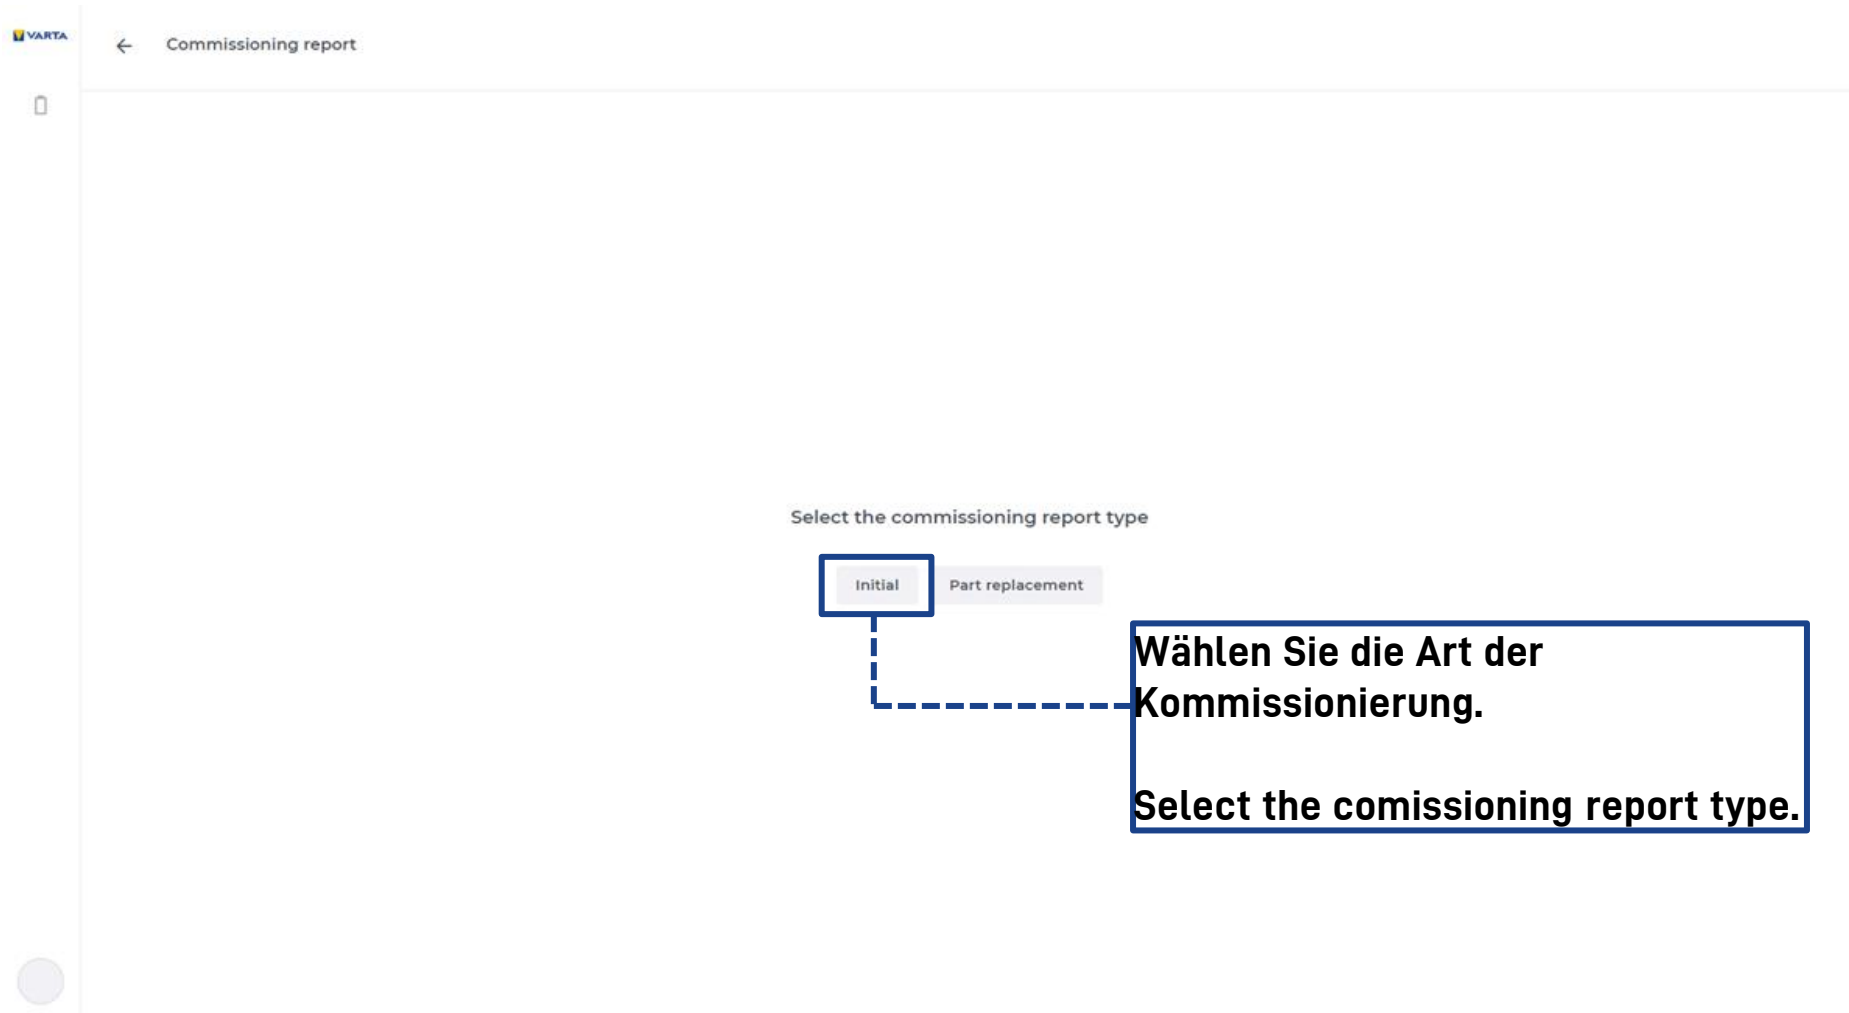 VARTA
Commissioning report
Select the commissioning report type
Initial
Part replacement
Wählen Sie die Art der
Kommissionierung.
Select the comissioning report type.